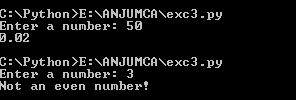 C:\Python>E:\ANJUMCA\exc3.py
Enter a number: 50
0.02
C:\Python>E:\ANJUMCA\exc3.py
Enter a number: 3
Not an even number!